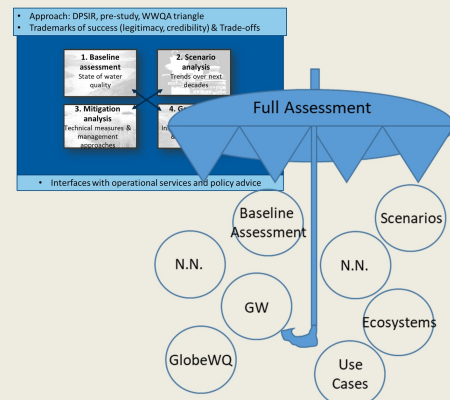 • Approach: DPSIR, pre-study, WWQA triangle
• Trademarks of success (legitimacy, credibility) & Trade-offs
1. Baseline
assessment
State of water
quality
2. Scenario
analysis
Trends over next
decades
3. Mitigation
analysis
Technical measures &
management
approaches
4.
&
• Interfaces with operational services and policy advice
Full Assessment
Baseline
Assessment
Scenarios
N.N.
N.N.
GW
Ecosystems
GlobeWQ
Use
Cases